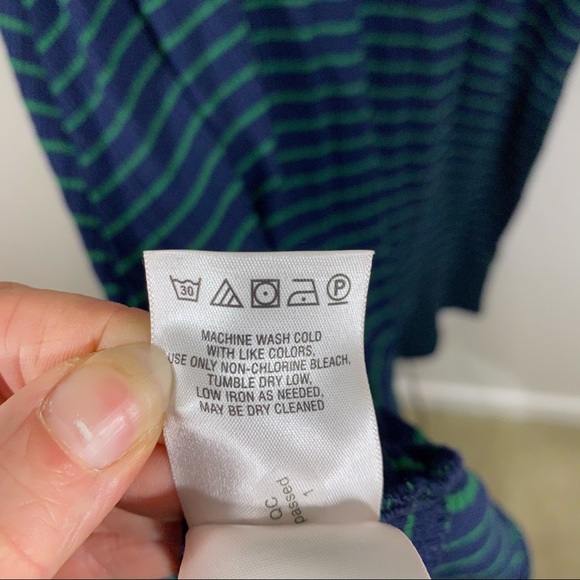 30
P
MACHINE WASH COLD
WITH LIKE COLORS,
USE ONLY NON-CHLORINE BLEACH,
TUMBLE DRY LOW,
LOW IRON AS NEEDED,
MAY BE DRY CLEANED
QC
passed
1